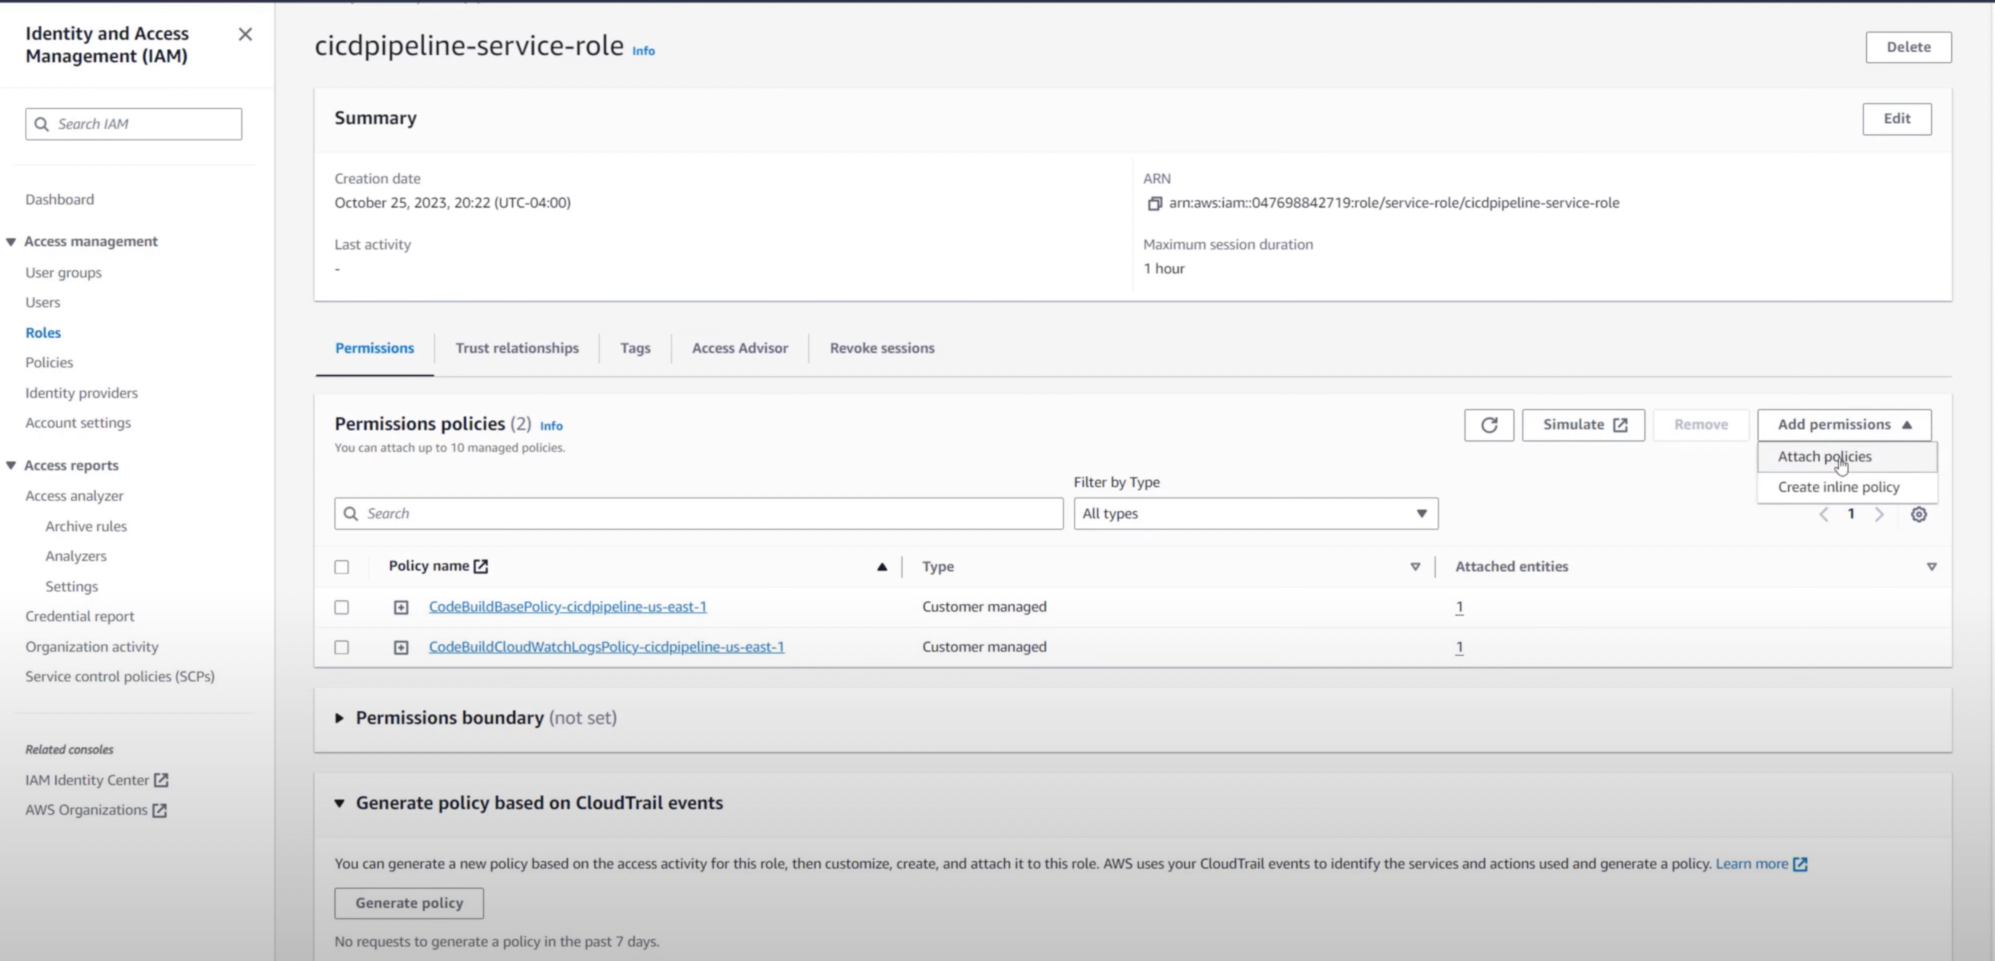 Identity and Access
Management (IAM)
Search IAM
Dashboard
Access management
User groups
Users
Roles
Policies
Identity providers
Account settings
Access reports
Access analyzer
Archive rules
Analyzers
Settings
Credential report
Organization activity
Service control policies (SCPs)
Related consoles
IAM Identity Center
AWS Organizations
cicdpipeline-service-role Info
Delete
Summary
Edit
Creation date
October 25, 2023, 20:22 (UTC-04:00)
ARN
arn:aws:iam::047698842719:role/service-role/cicdpipeline-service-role
Last activity
-
Maximum session duration
1 hour
Permissions Trust relationships Tags Access Advisor Revoke sessions
Permissions policies (2) Info
You can attach up to 10 managed policies.
Simulate Remove Add permissions
Attach policies
Create inline policy
Filter by Type
Search All types
1
Policy name Type Attached entities
CodeBuildBasePolicy-cicdpipeline-us-east-1 Customer managed 1
CodeBuildCloudWatchLogsPolicy-cicdpipeline-us-east-1 Customer managed 1
Permissions boundary (not set)
Generate policy based on CloudTrail events
You can generate a new policy based on the access activity for this role, then customize, create, and attach it to this role. AWS uses your CloudTrail events to identify the services and actions used and generate a policy. Learn more
Generate policy
No requests to generate a policy in the past 7 days.